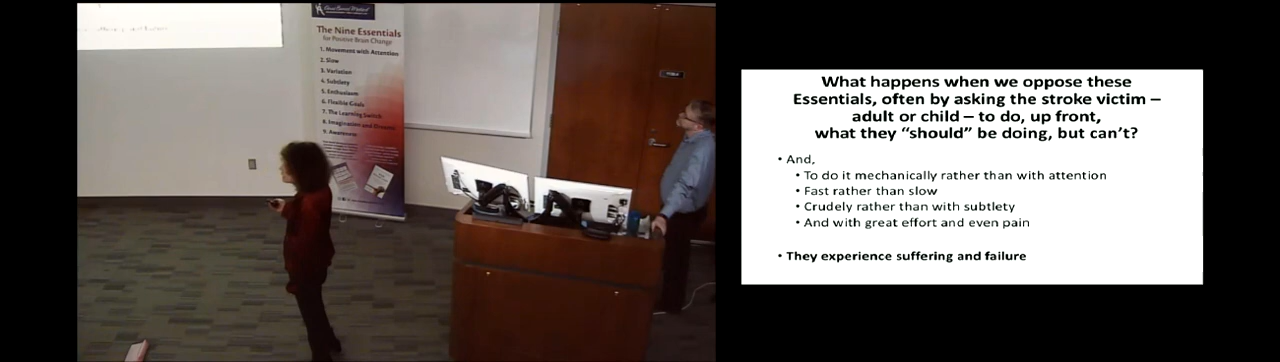 Anat Baniel Method
The Nine Essentials
for Positive Brain Change
1. Movement with Attention
2. Slow
3. Variation
4. Subtlety
5. Enthusiasm
6. Flexible Goals
7. The Learning Switch
8. Imagination and Dreams
9. Awareness
What happens when we oppose these
Essentials, often by asking the stroke victim –
adult or child – to do, up front,
what they “should” be doing, but can’t?
• And,
• To do it mechanically rather than with attention
• Fast rather than slow
• Crudely rather than with subtlety
• And with great effort and even pain
• They experience suffering and failure